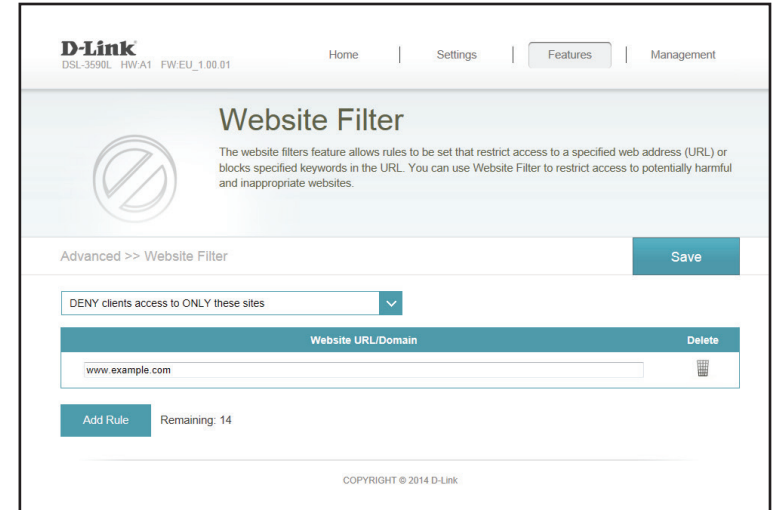 D-Link
DSL-3590L HW:A1 FW:EU_1.00.01
Home | Settings | Features | Management
Website Filter
The website filters feature allows rules to be set that restrict access to a specified web address (URL) or
blocks specified keywords in the URL. You can use Website Filter to restrict access to potentially harmful
and inappropriate websites.
Advanced >> Website Filter
Save
DENY clients access to ONLY these sites
Website URL/Domain Delete
www.example.com
Add Rule Remaining: 14
COPYRIGHT © 2014 D-Link